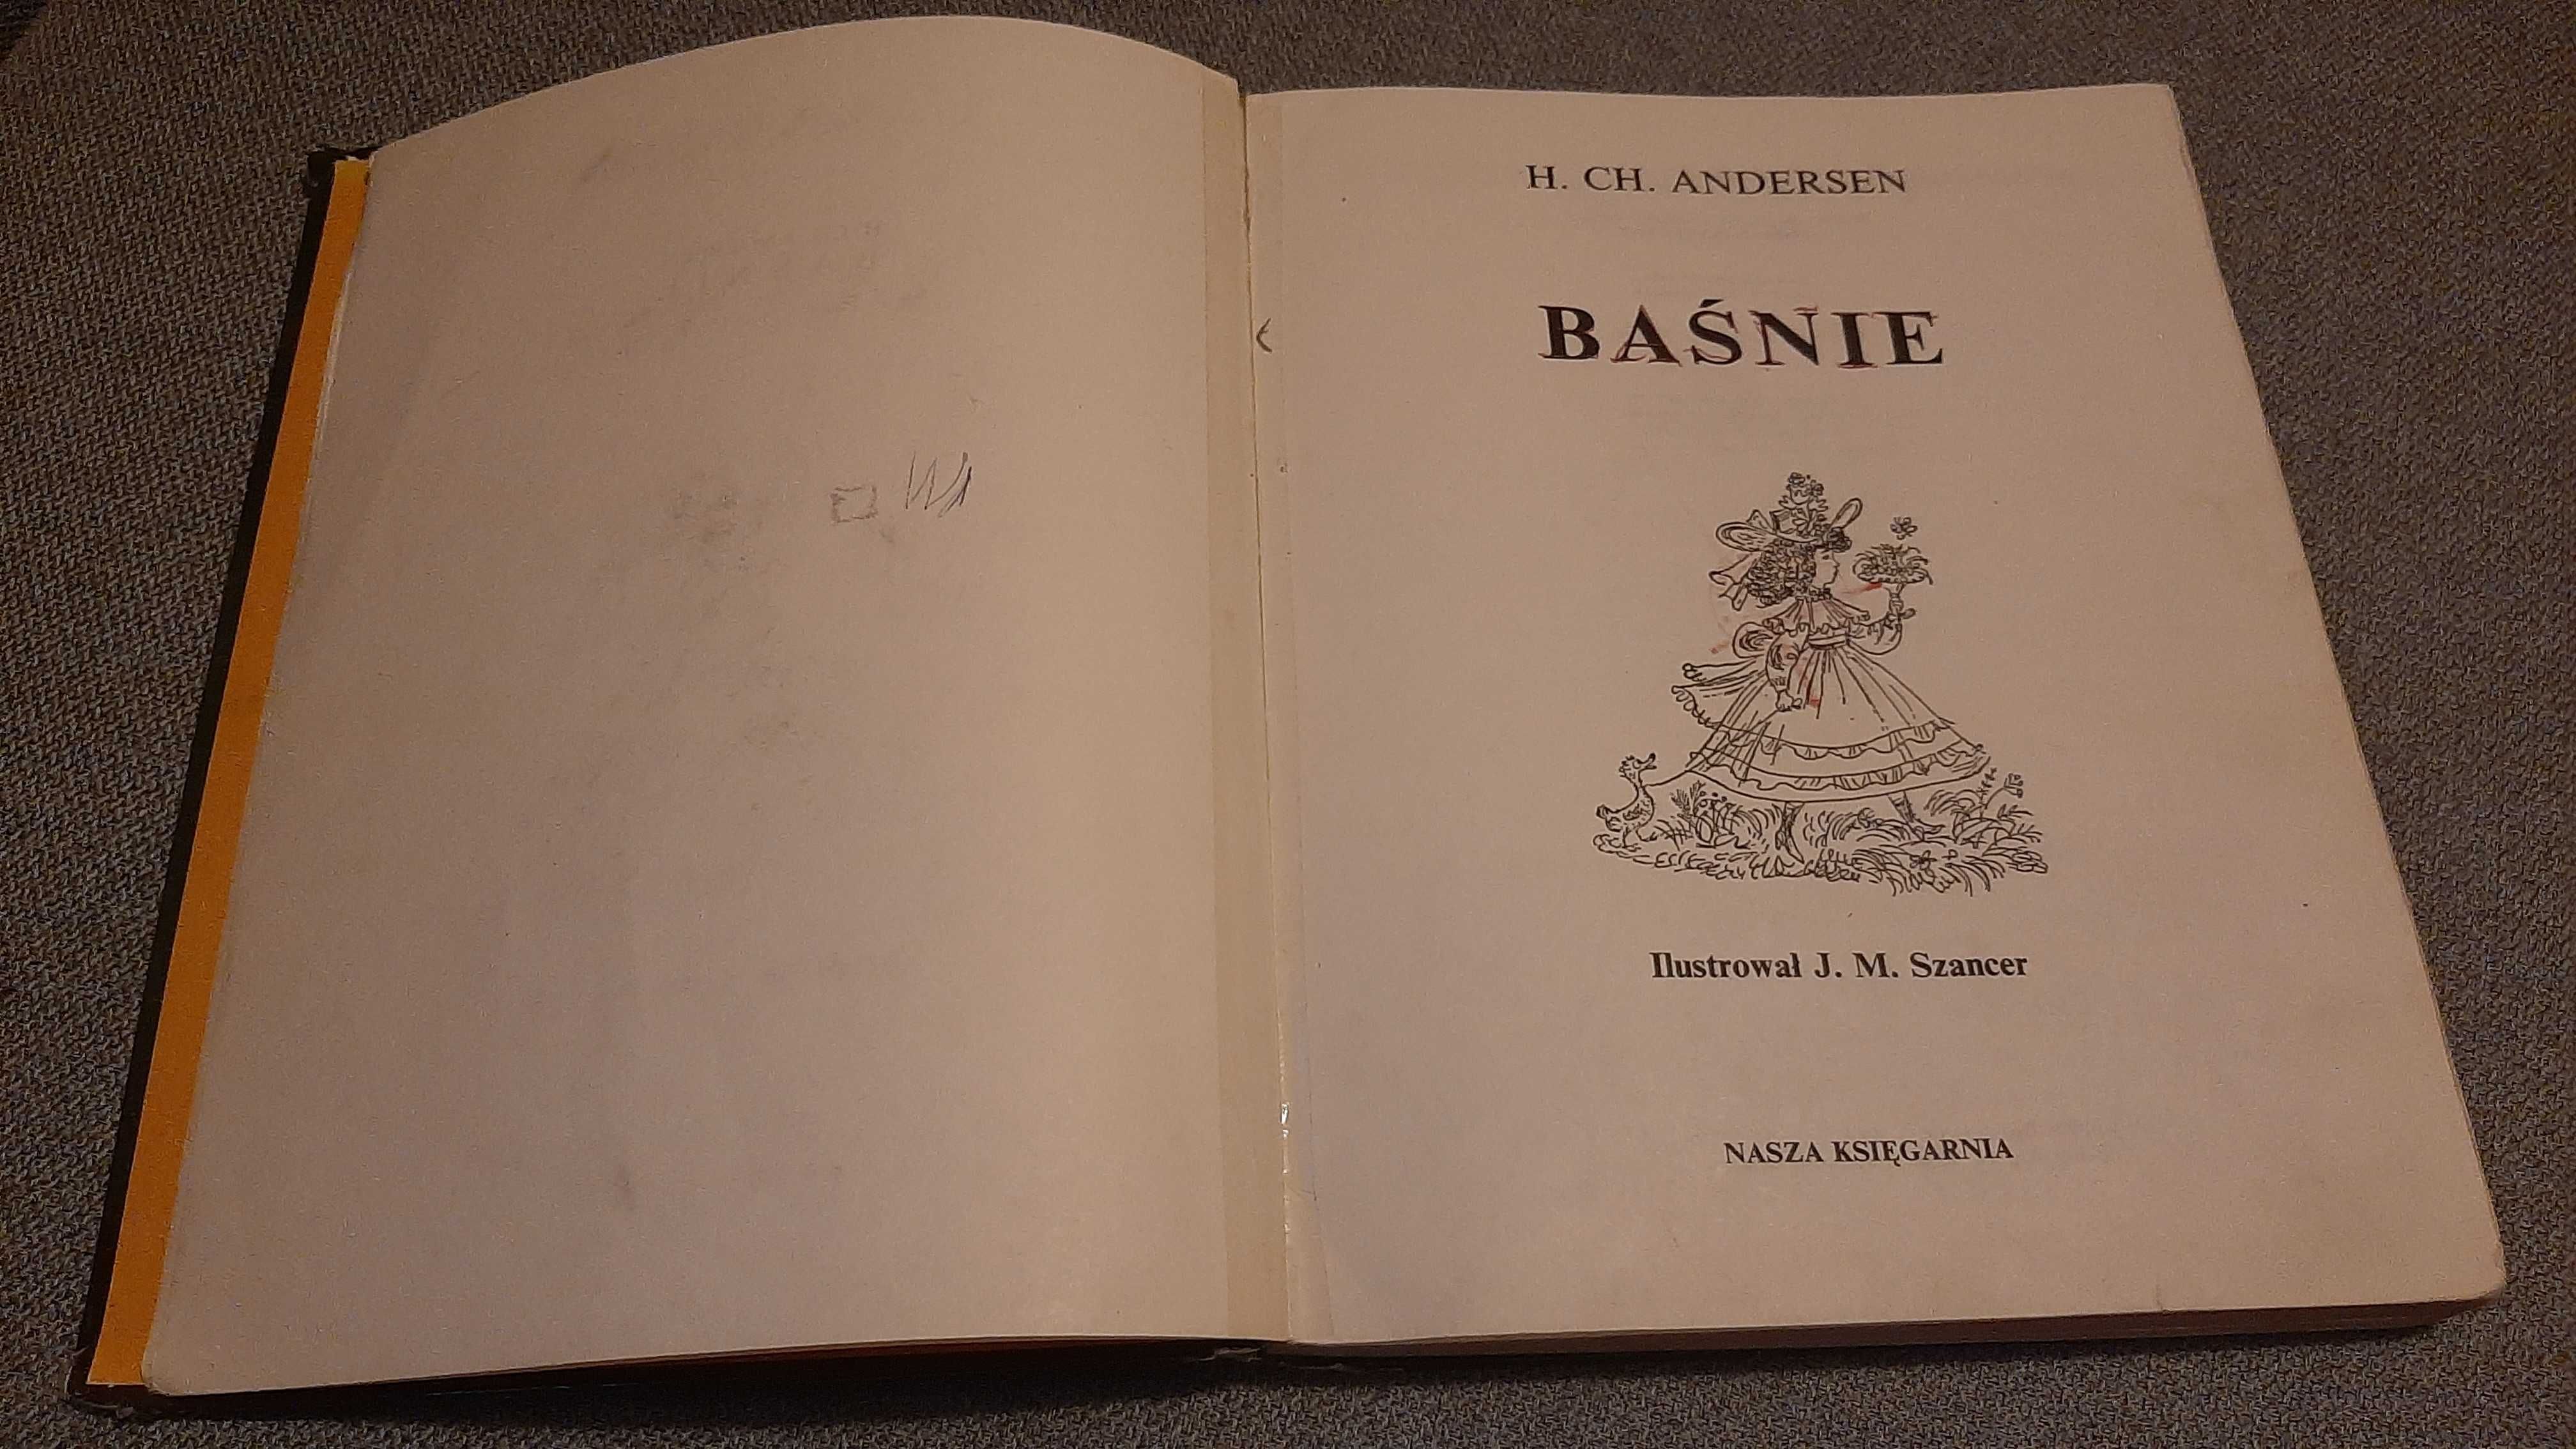 H. CH. ANDERSEN
BAŚNIE
Ilustrował J. M. Szancer
NASZA KSIĘGARNIA